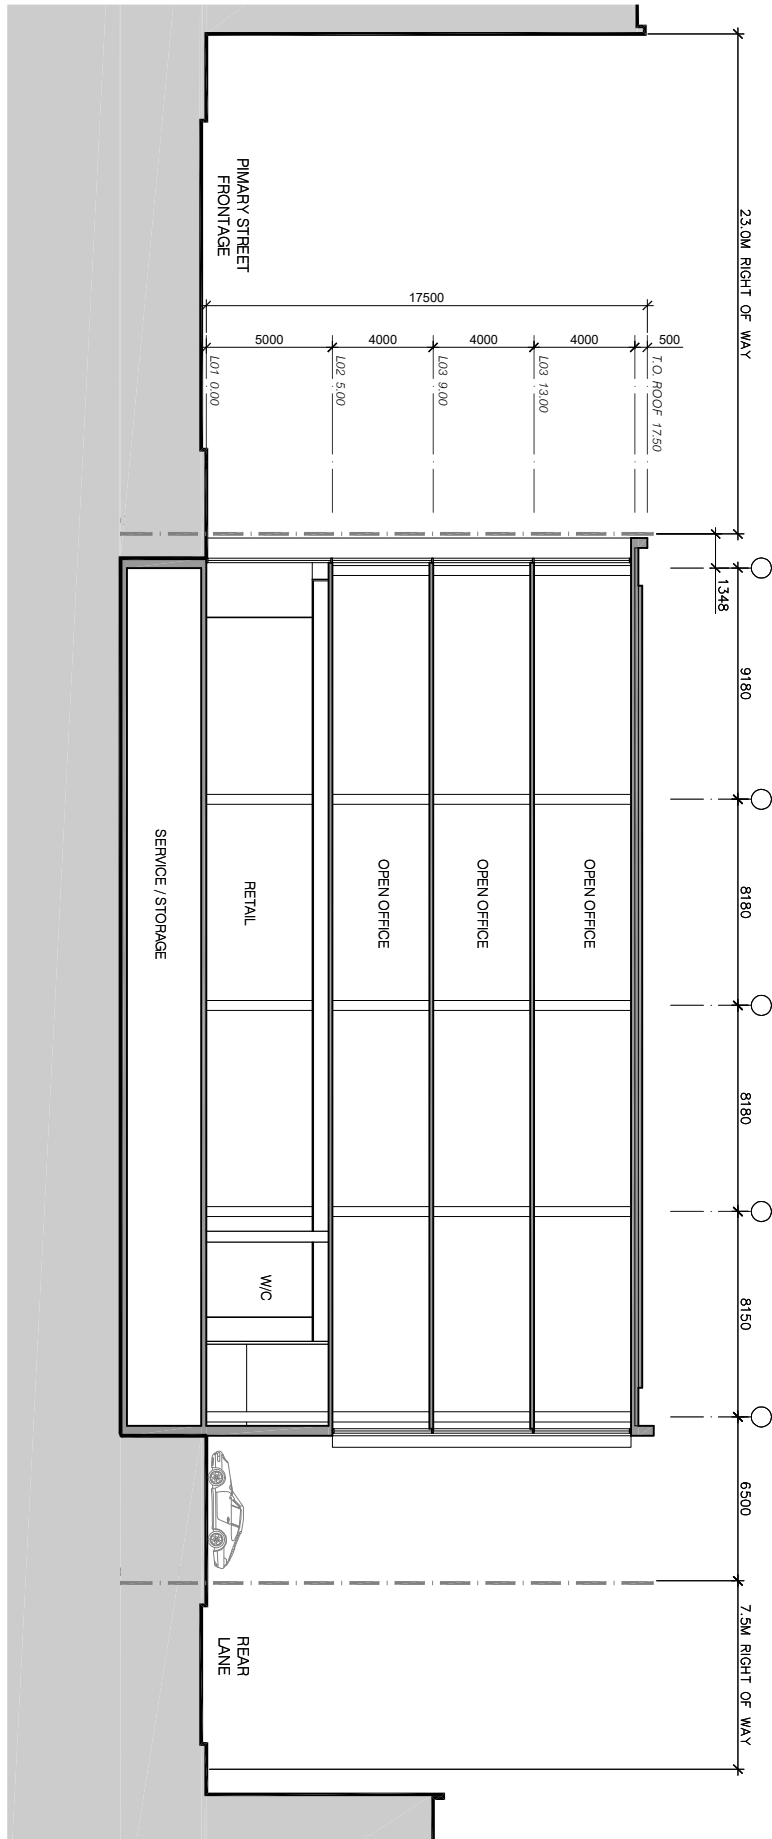 23.0M RIGHT OF WAY
1348
9180
8180
8180
8150
6500
7.5M RIGHT OF WAY
17500
500
4000
4000
4000
5000
T.O. ROOF 17.50
L03 13.00
L03 9.00
L02 5.00
L01 0.00
PIMARY STREET
FRONTAGE
OPEN OFFICE
OPEN OFFICE
OPEN OFFICE
RETAIL
W/C
SERVICE / STORAGE
REAR
LANE